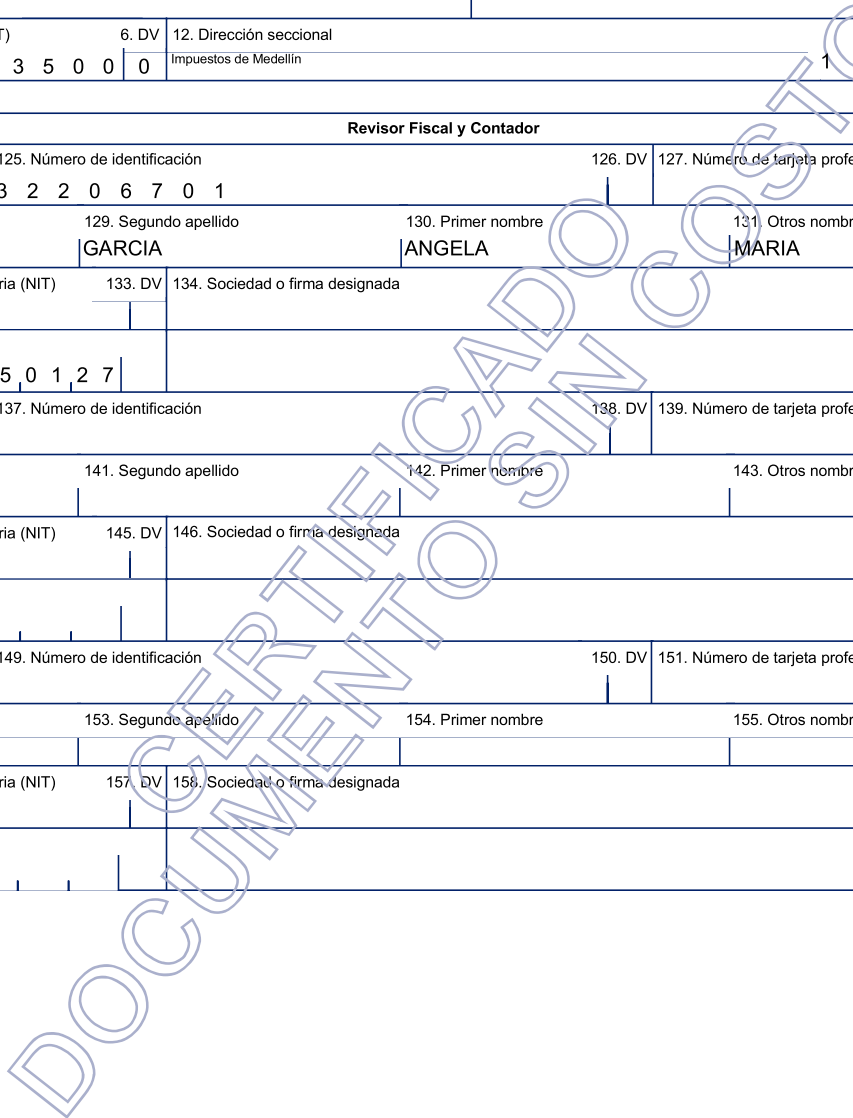 T) 6. DV 12. Dirección seccional
3 5 0 0 0 Impuestos de Medellín 1
Revisor Fiscal y Contador
125. Número de identificación 126. DV 127. Número de tarjeta profe
3 2 2 0 6 7 0 1
129. Segundo apellido 130. Primer nombre 131. Otros nombr
GARCIA ANGELA MARIA
ria (NIT) 133. DV 134. Sociedad o firma designada
5 0 1 2 7
137. Número de identificación 138. DV 139. Número de tarjeta profe
141. Segundo apellido 142. Primer nombre 143. Otros nombr
ria (NIT) 145. DV 146. Sociedad o firma designada
149. Número de identificación 150. DV 151. Número de tarjeta profe
153. Segundo apellido 154. Primer nombre 155. Otros nombr
ria (NIT) 157. DV 158. Sociedad o firma designada
CERTIFICADO
DOCUMENTO SIN COSTO